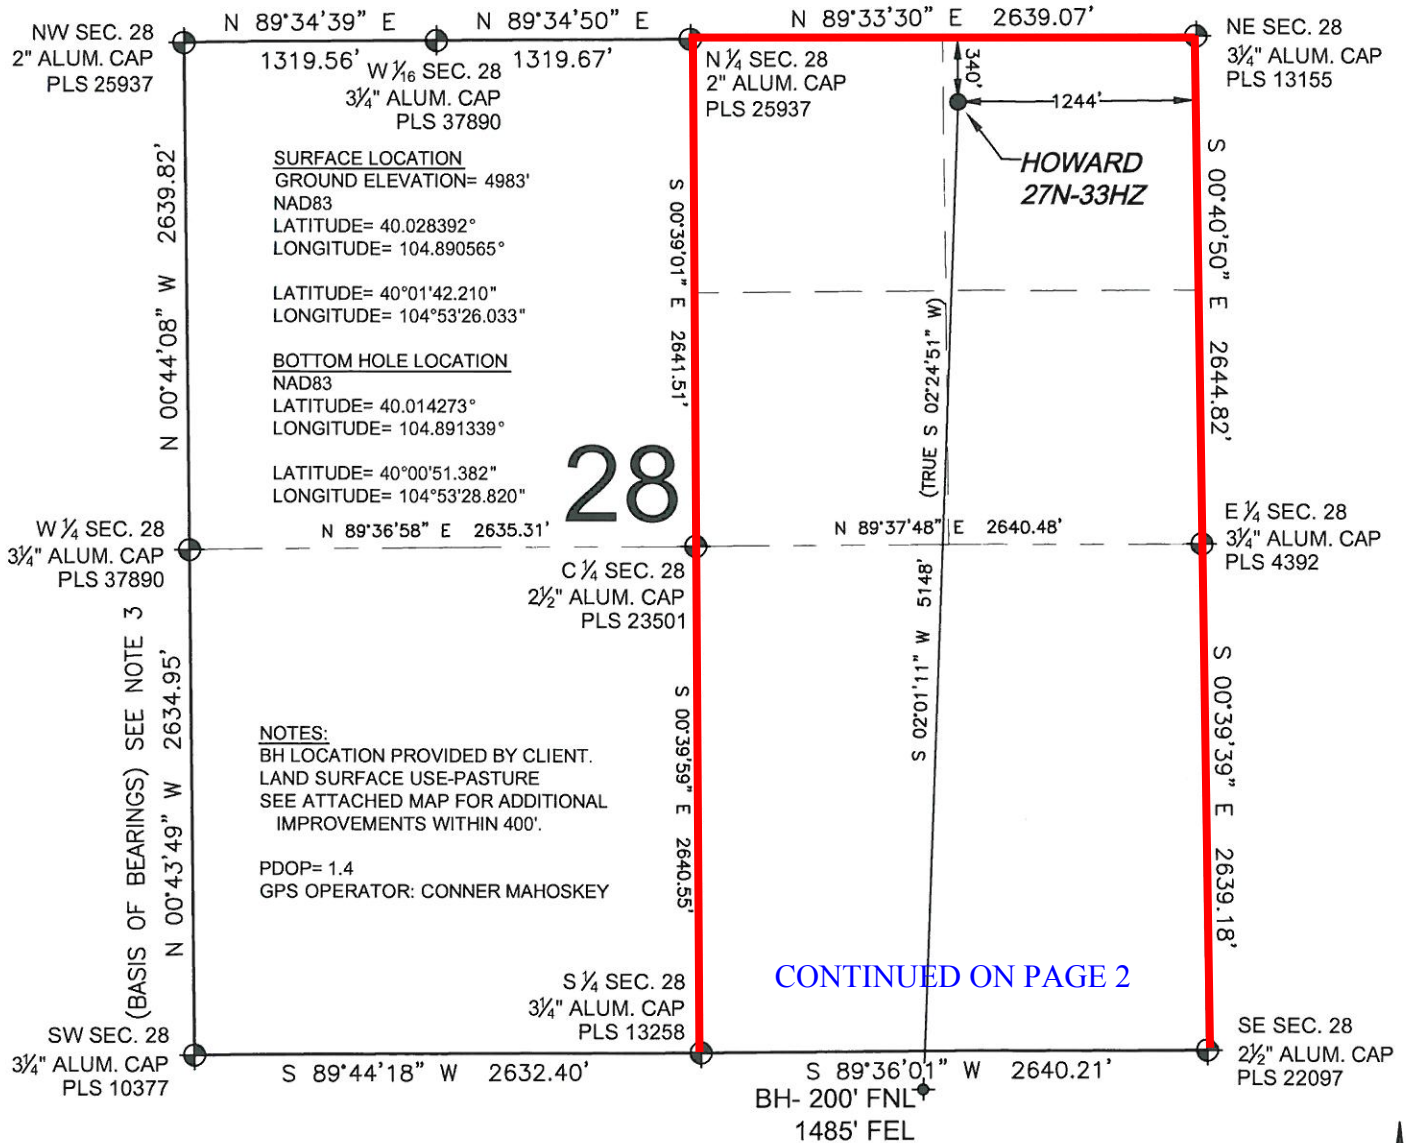 N 89°34'39" E
N 89°34'50" E
N 89°33'30" E 2639.07'
NW SEC. 28
2" ALUM. CAP
PLS 25937
1319.56'
W 1/16 SEC. 28
3¼" ALUM. CAP
PLS 37890
1319.67'
N ¼ SEC. 28
2" ALUM. CAP
PLS 25937
340'
1244'
NE SEC. 28
3¼" ALUM. CAP
PLS 13155
HOWARD
27N-33HZ
SURFACE LOCATION
GROUND ELEVATION= 4983'
NAD83
LATITUDE= 40.028392°
LONGITUDE= 104.890565°
LATITUDE= 40°01'42.210"
LONGITUDE= 104°53'26.033"
BOTTOM HOLE LOCATION
NAD83
LATITUDE= 40.014273°
LONGITUDE= 104.891339°
LATITUDE= 40°00'51.382"
LONGITUDE= 104°53'28.820"
N 00°44'08" W 2639.82'
S 00°39'01" E 2641.51'
(TRUE S 02°24'51" W)
S 00°40'50" E 2644.82'
28
W ¼ SEC. 28
3¼" ALUM. CAP
PLS 37890
N 89°36'58" E 2635.31'
N 89°37'48" E 2640.48'
E ¼ SEC. 28
3¼" ALUM. CAP
PLS 4392
C ¼ SEC. 28
2½" ALUM. CAP
PLS 23501
(BASIS OF BEARINGS) SEE NOTE 3
N 00°43'49" W 2634.95'
S 00°39'59" E 2640.55'
S 02°01'11" W 5148'
S 00°39'39" E 2639.18'
NOTES:
BH LOCATION PROVIDED BY CLIENT.
LAND SURFACE USE-PASTURE
SEE ATTACHED MAP FOR ADDITIONAL
IMPROVEMENTS WITHIN 400'.
PDOP= 1.4
GPS OPERATOR: CONNER MAHOSKEY
CONTINUED ON PAGE 2
S ¼ SEC. 28
3¼" ALUM. CAP
PLS 13258
SW SEC. 28
3¼" ALUM. CAP
PLS 10377
SE SEC. 28
2½" ALUM. CAP
PLS 22097
S 89°44'18" W 2632.40'
S 89°36'01" W 2640.21'
BH- 200' FNL
1485' FEL